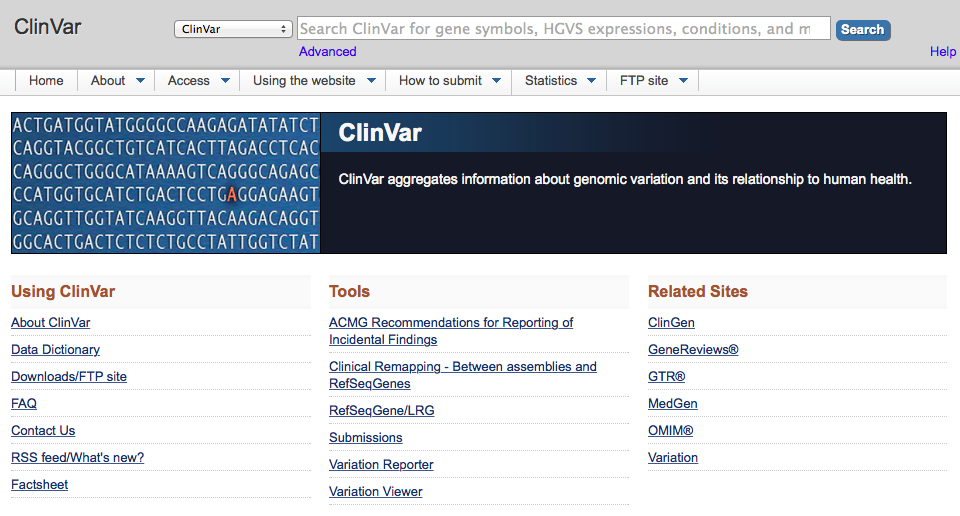 ClinVar
ClinVar
Search ClinVar for gene symbols, HGVS expressions, conditions, and m
Search
Advanced
Help
Home
About
Access
Using the website
How to submit
Statistics
FTP site
ACTGATGGTATGGGGCCAAGAGATATATCT
CAGGTACGGCTGTCATCACTTAGACCTCAC
CAGGGCTGGGCATAAAAGTCAGGGCAGAGC
CCATGGTGCATCTGACTCCTGAGGAGAAGT
GCAGGTTGGTATCAAGGTTACAAGACAGGT
GGCACTGACTCTCTCTGCCTATTGGTCTAT
ClinVar
ClinVar aggregates information about genomic variation and its relationship to human health.
Using ClinVar
About ClinVar
Data Dictionary
Downloads/FTP site
FAQ
Contact Us
RSS feed/What's new?
Factsheet
Tools
ACMG Recommendations for Reporting of
Incidental Findings
Clinical Remapping - Between assemblies and
RefSeqGenes
RefSeqGene/LRG
Submissions
Variation Reporter
Variation Viewer
Related Sites
ClinGen
GeneReviews®
GTR®
MedGen
OMIM®
Variation